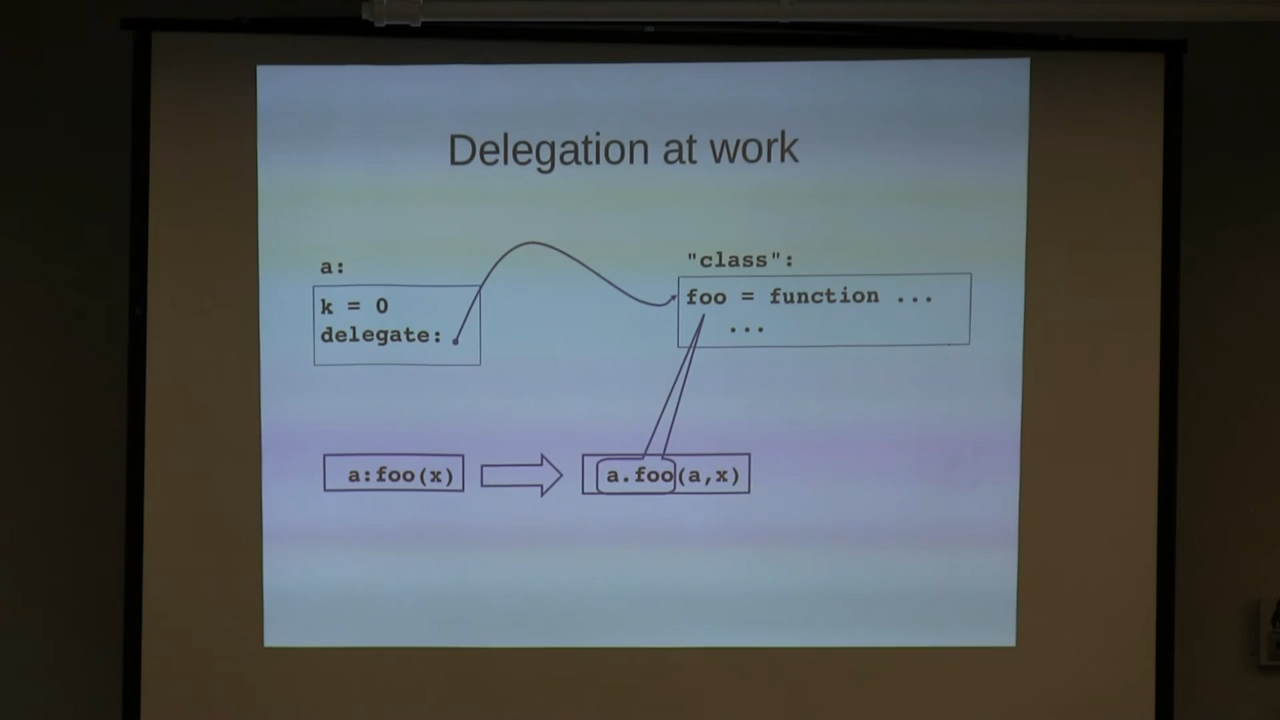 Delegation at work
a:
k = 0
delegate:
"class":
foo = function ...
...
a:foo(x)
a.foo(a,x)